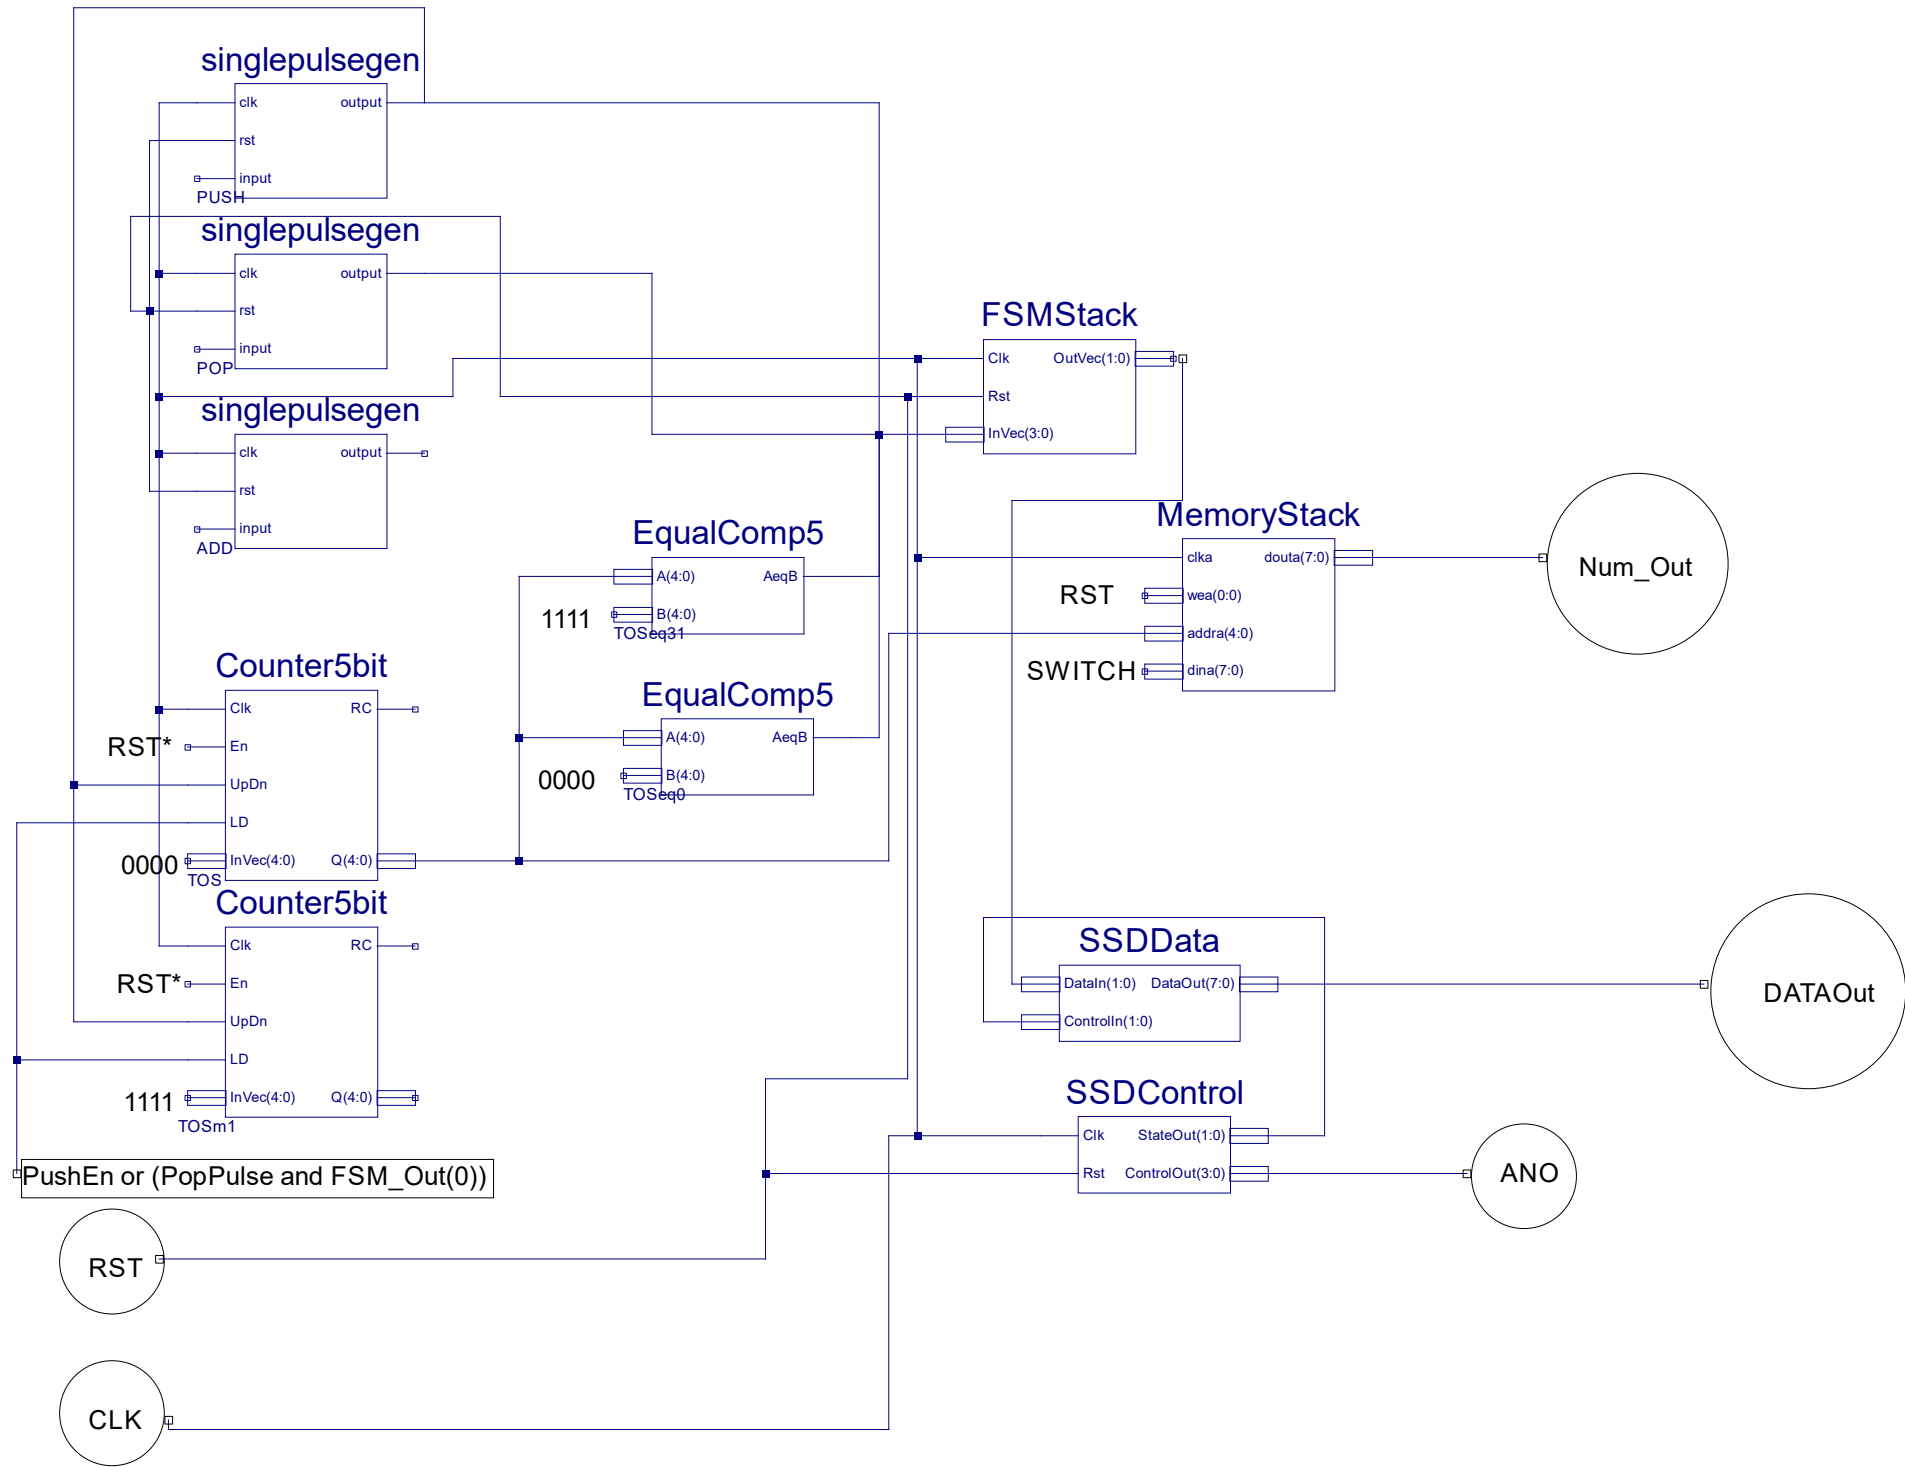 singlepulsegen
clk output
rst
input
PUSH
singlepulsegen
clk output
rst
input
POP
singlepulsegen
clk output
rst
input
ADD
FSMStack
Clk OutVec(1:0)
Rst
InVec(3:0)
MemoryStack
clka douta(7:0)
RST wea(0:0)
addra(4:0)
SWITCH dina(7:0)
Num_Out
EqualComp5
A(4:0) AeqB
1111 B(4:0)
TOSeq31
EqualComp5
A(4:0) AeqB
0000 B(4:0)
TOSeq0
Counter5bit
Clk RC
RST* En
UpDn
LD
0000 InVec(4:0) Q(4:0)
TOS
Counter5bit
Clk RC
RST* En
UpDn
LD
1111 InVec(4:0) Q(4:0)
TOSm1
SSDData
DataIn(1:0) DataOut(7:0)
ControlIn(1:0)
DATAOut
SSDControl
Clk StateOut(1:0)
Rst ControlOut(3:0)
ANO
PushEn or (PopPulse and FSM_Out(0))
RST
CLK